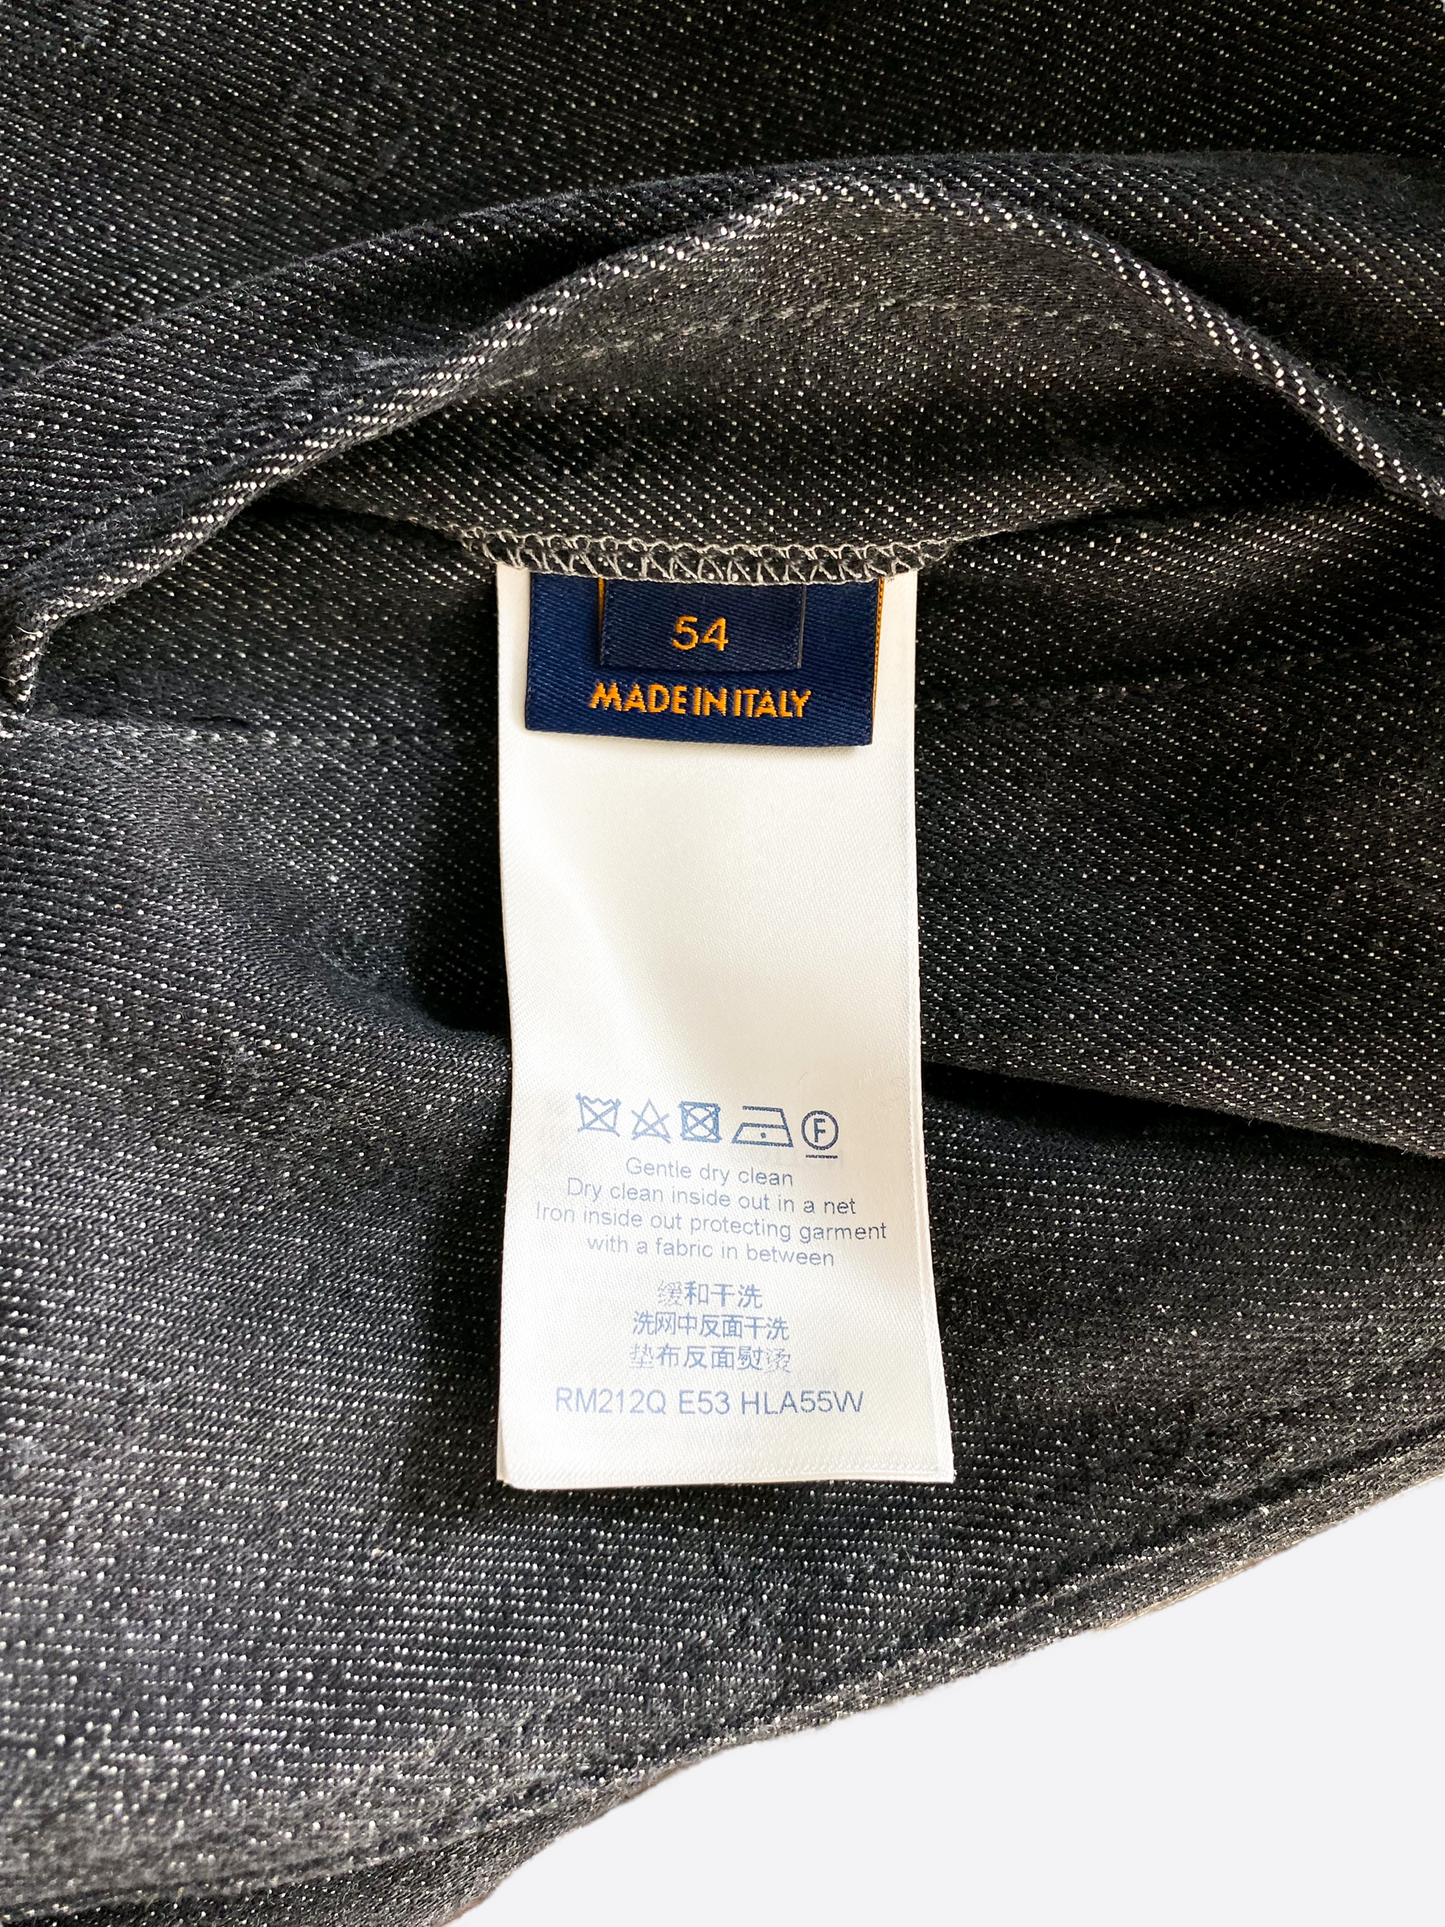 54
MADE IN ITALY
F
Gentle dry clean
Dry clean inside out in a net
Iron inside out protecting garment
with a fabric in between
缓和干洗
洗网中反面干洗
垫布反面熨烫
RM212Q E53 HLA55W